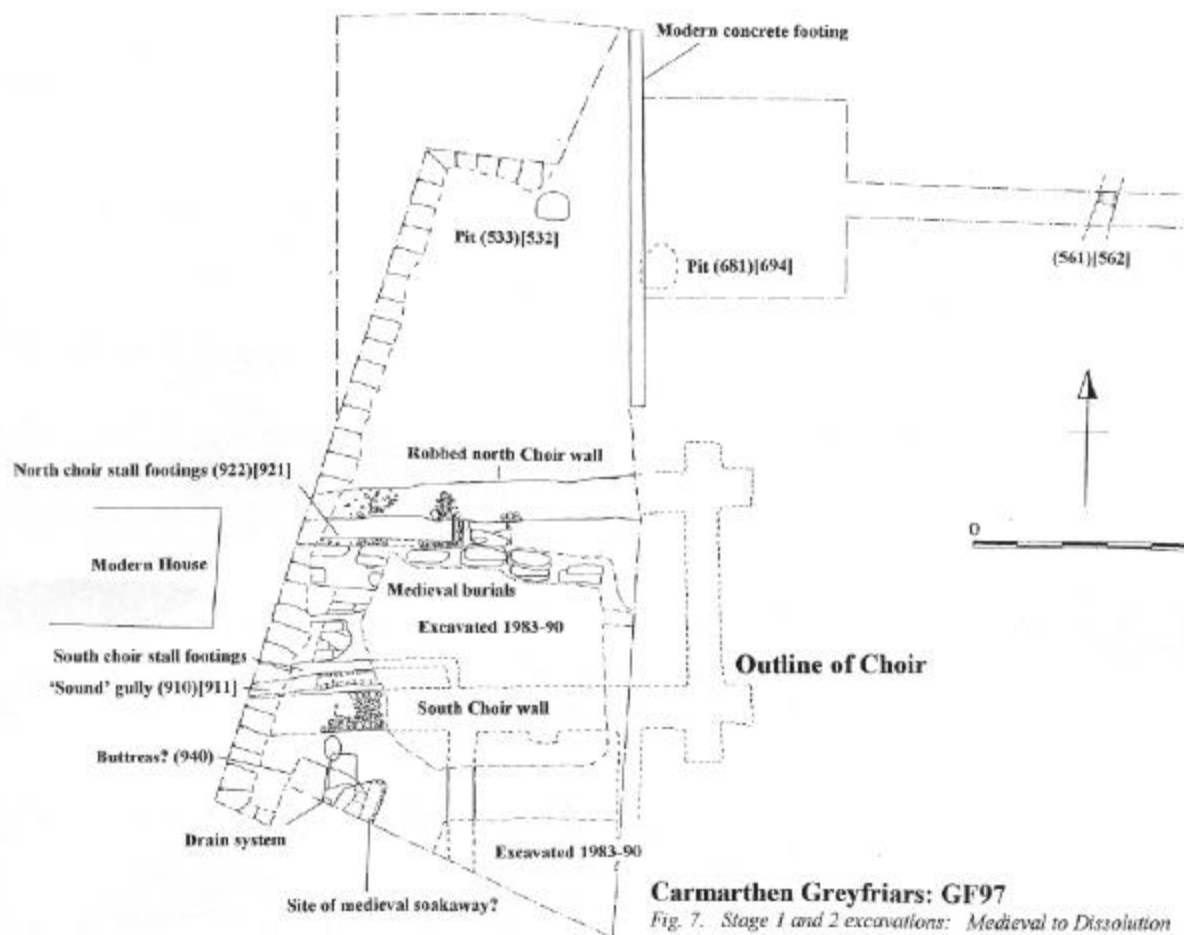 Modern concrete footing
Pit (533)[532]
Pit (681)[694]
(561)[562]
Robbed north Choir wall
North choir stall footings (922)[921]
0
Modern House
Medieval burials
Excavated 1983-90
South choir stall footings
Outline of Choir
'Sound' gully (910)[911]
South Choir wall
Buttress? (940)
Drain system
Excavated 1983-90
Site of medieval soakaway?
Carmarthen Greyfriars: GF97
Fig. 7. Stage 1 and 2 excavations: Medieval to Dissolution